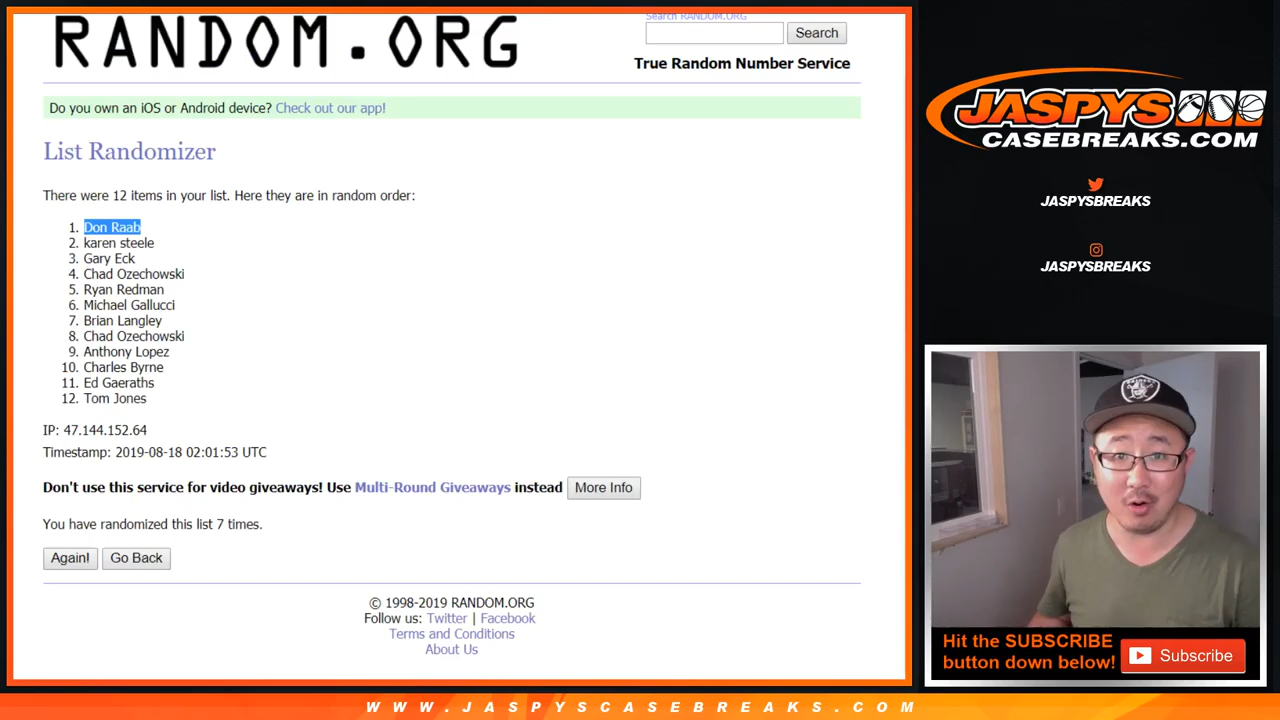 RANDOM.ORG
Search RANDOM.ORG
Search
True Random Number Service
Do you own an iOS or Android device? Check out our app!
List Randomizer
There were 12 items in your list. Here they are in random order:
1. Don Raab
2. karen steele
3. Gary Eck
4. Chad Ozechowski
5. Ryan Redman
6. Michael Gallucci
7. Brian Langley
8. Chad Ozechowski
9. Anthony Lopez
10. Charles Byrne
11. Ed Gaeraths
12. Tom Jones
IP: 47.144.152.64
Timestamp: 2019-08-18 02:01:53 UTC
Don't use this service for video giveaways! Use Multi-Round Giveaways instead More Info
You have randomized this list 7 times.
Again! Go Back
© 1998-2019 RANDOM.ORG
Follow us: Twitter | Facebook
Terms and Conditions
About Us
JASPYS
CASEBREAKS.COM
JASPYSBREAKS
JASPYSBREAKS
RAIDERS
Hit the SUBSCRIBE
button down below!
Subscribe
WWW.JASPYSCASEBREAKS.COM